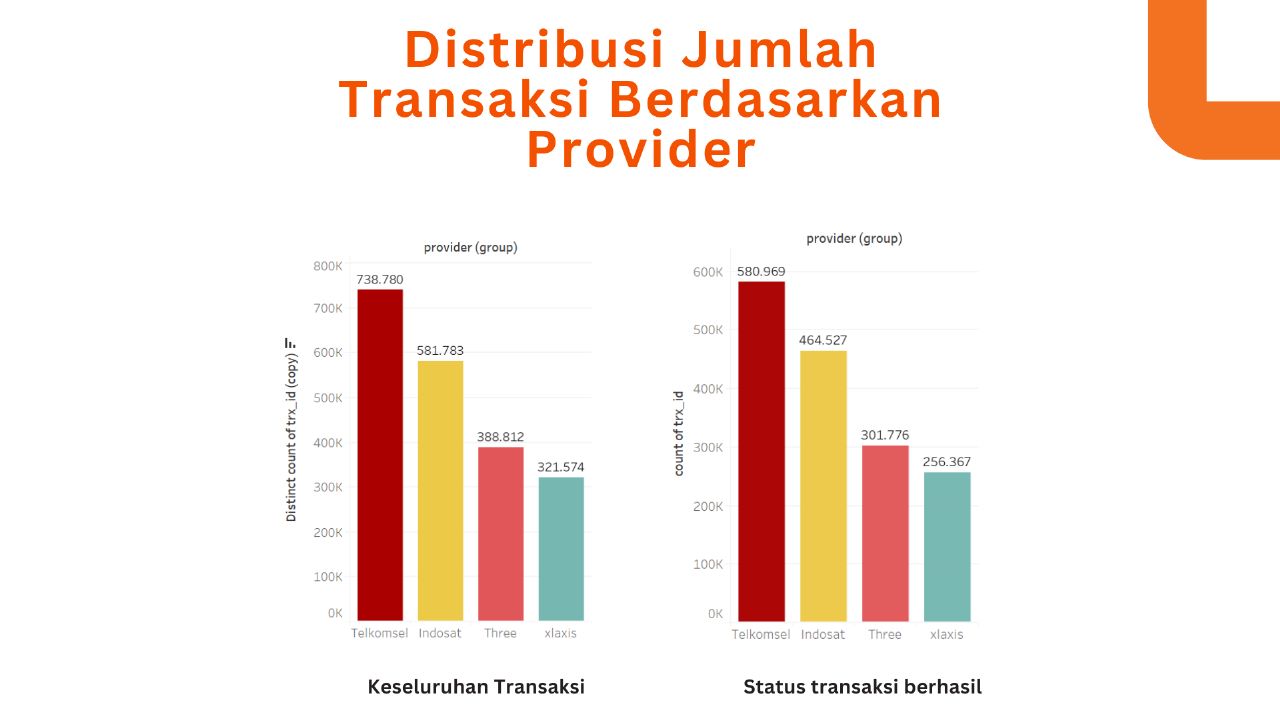 Distribusi Jumlah
Transaksi Berdasarkan
Provider
provider (group)
800K
700K
600K
500K
400K
300K
200K
100K
0K
Distinct count of trx_id (copy)
738.780
581.783
388.812
321.574
Telkomsel Indosat Three xlaxis
Keseluruhan Transaksi
provider (group)
600K
500K
400K
300K
200K
100K
0K
count of trx_id
580.969
464.527
301.776
256.367
Telkomsel Indosat Three xlaxis
Status transaksi berhasil